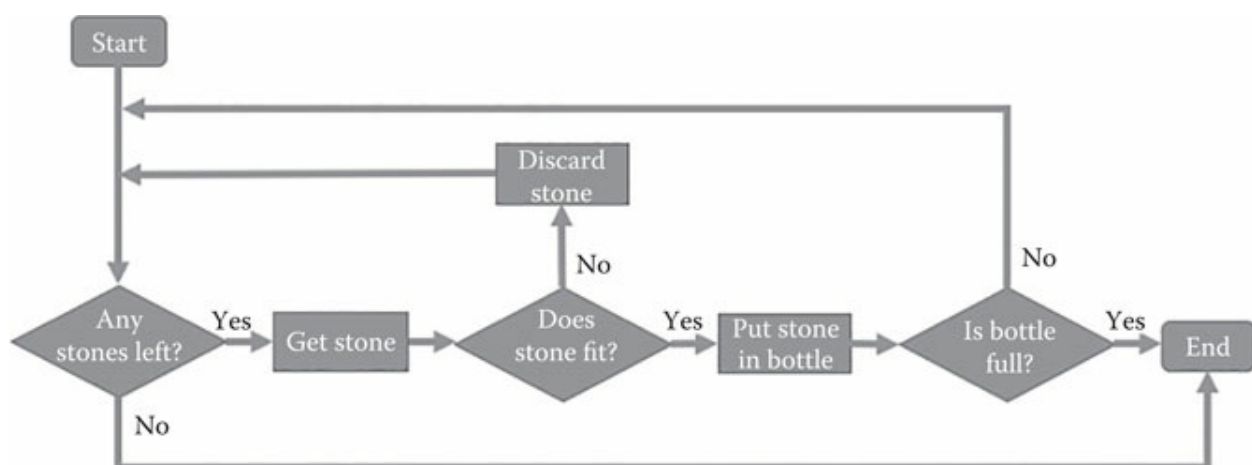 Start
Discard
stone
No
No
Any
stones left?
Yes
Get stone
Does
stone fit?
Yes
Put stone
in bottle
Is bottle
full?
Yes
End
No